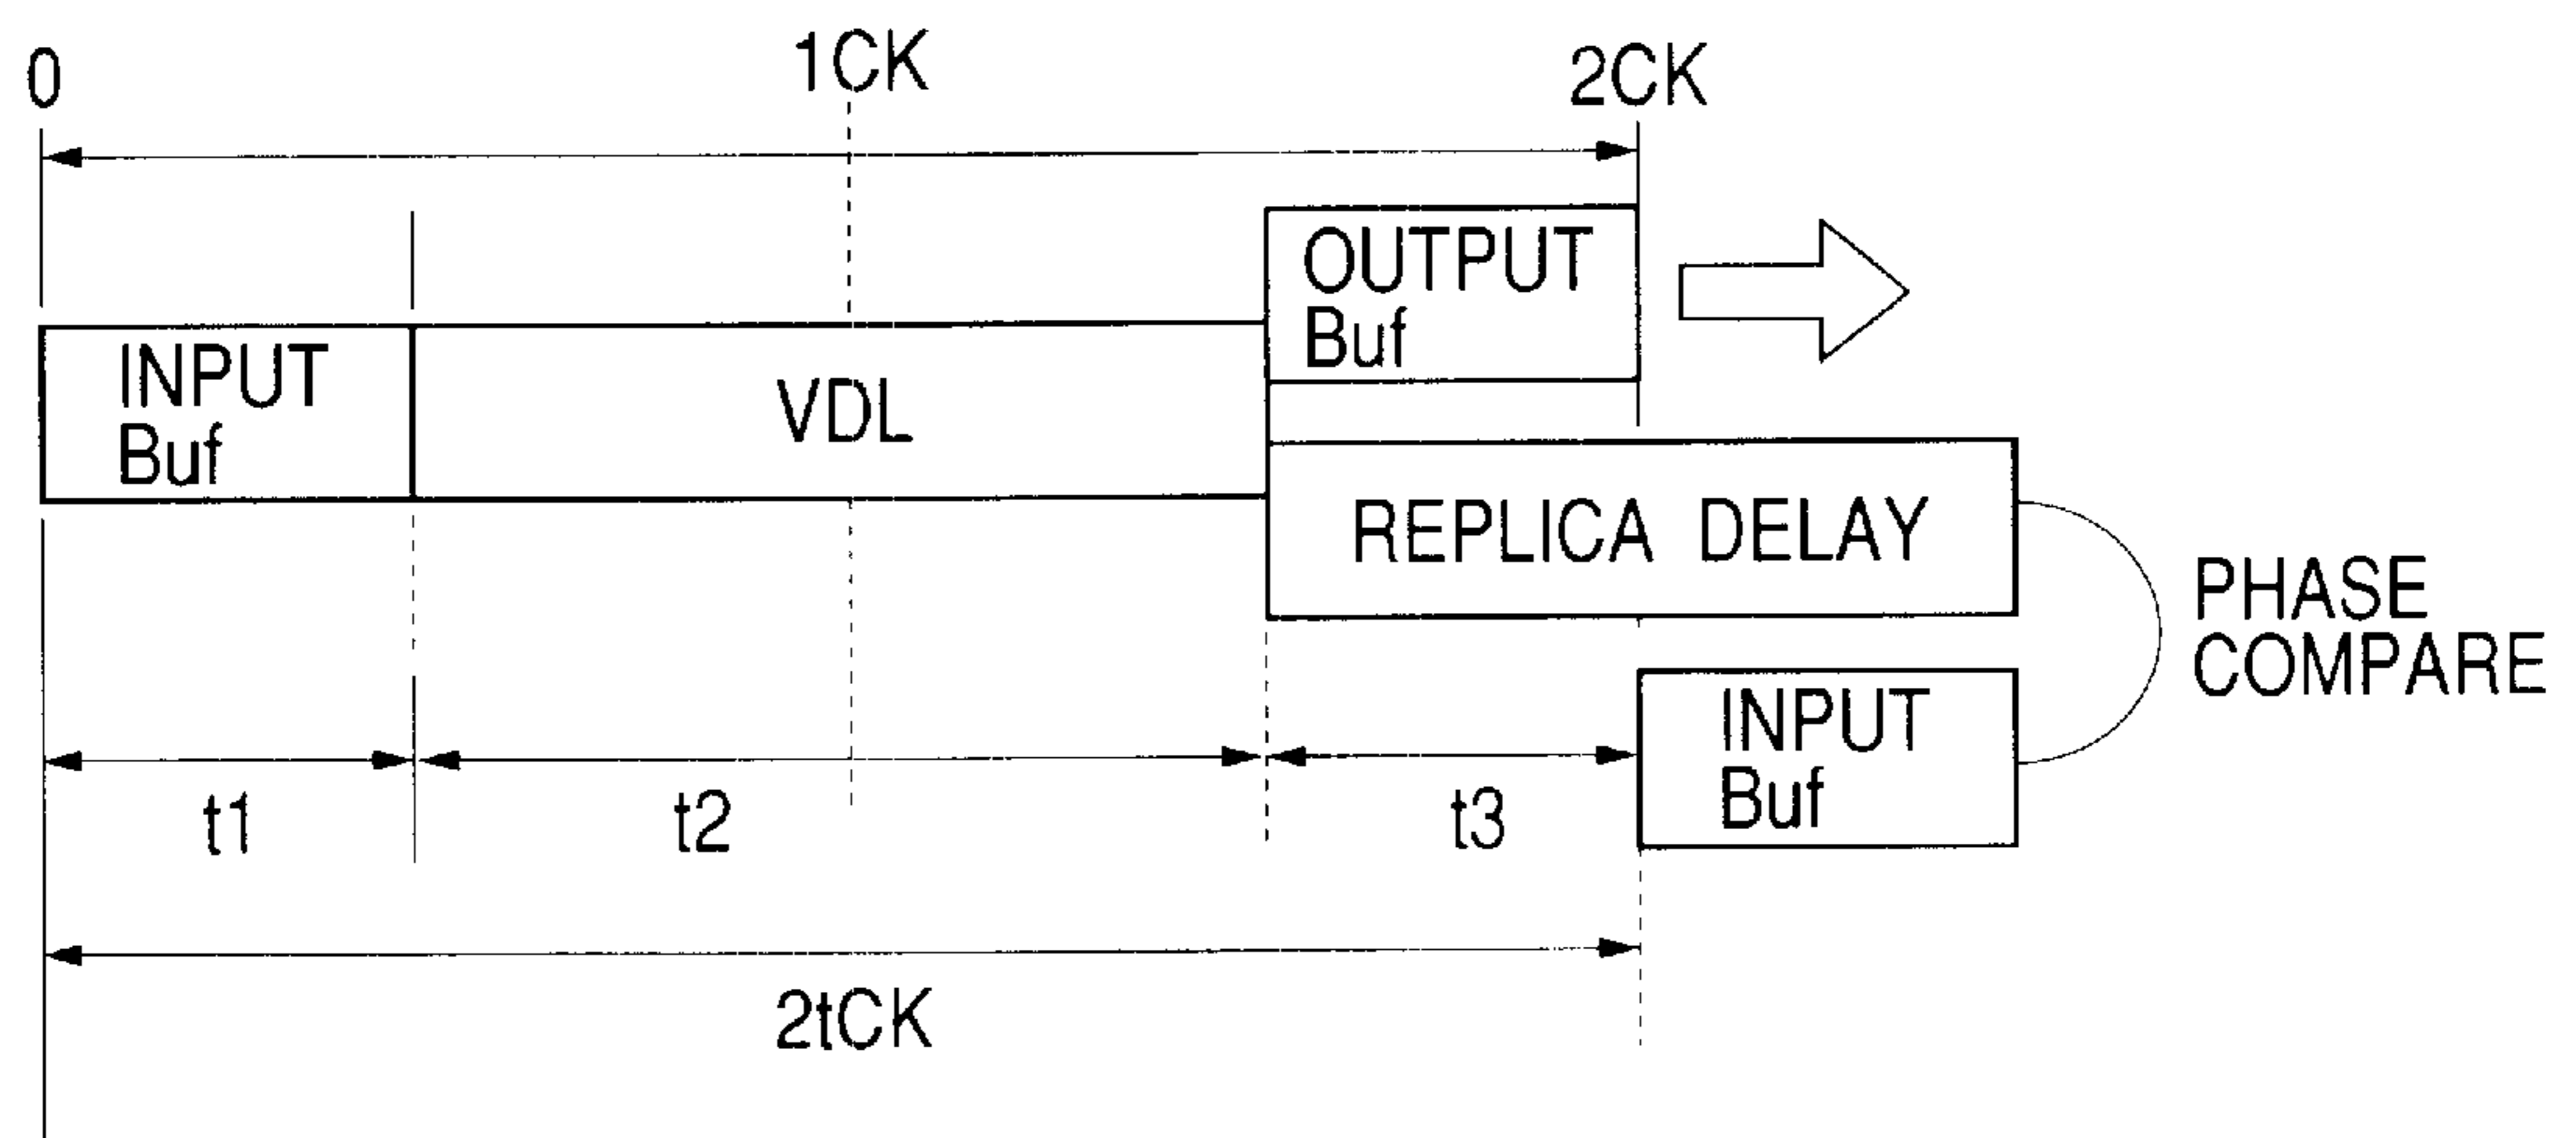 0
1CK
2CK
OUTPUT
Buf
INPUT
Buf
VDL
REPLICA DELAY
PHASE
COMPARE
INPUT
Buf
t1
t2
t3
2tCK